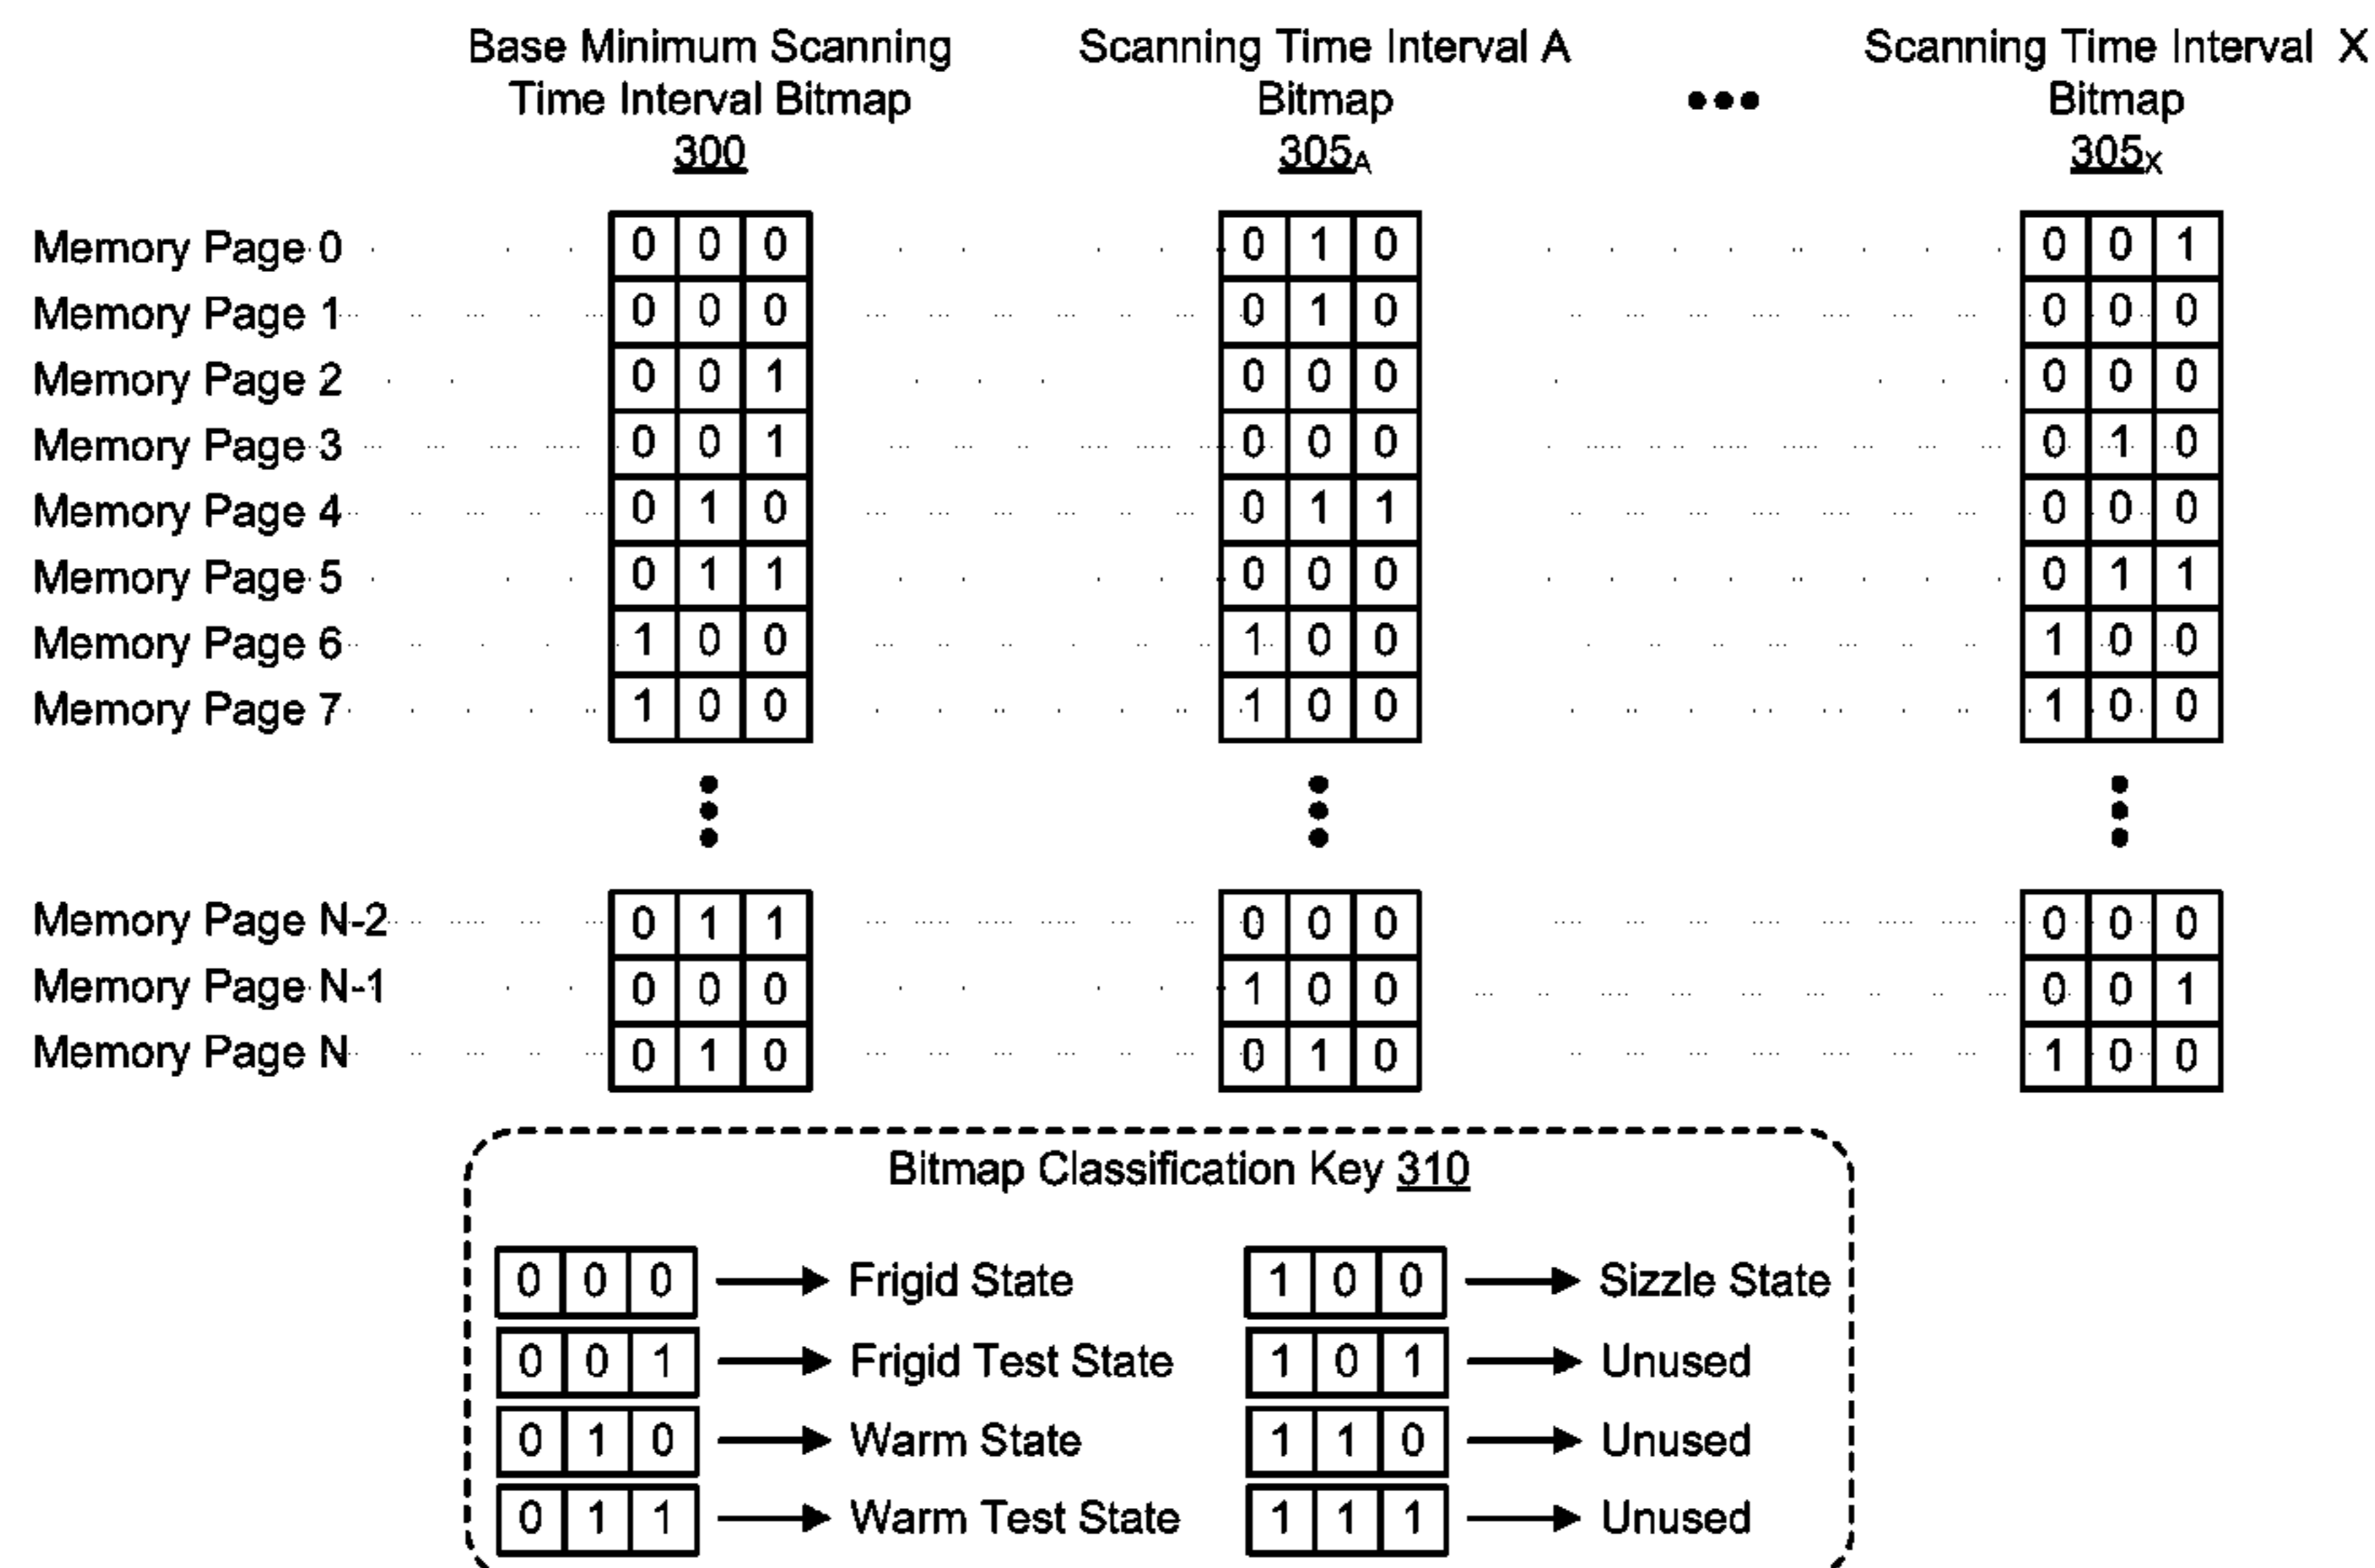 Base Minimum Scanning Time Interval Bitmap 300
Scanning Time Interval A Bitmap 305A
•••
Scanning Time Interval X Bitmap 305X
Memory Page 0 0 0 0 0 1 0 0 0 1
Memory Page 1 0 0 0 0 1 0 0 0 0
Memory Page 2 0 0 1 0 0 0 0 0 0
Memory Page 3 0 0 1 0 0 0 0 1 0
Memory Page 4 0 1 0 0 1 1 0 0 0
Memory Page 5 0 1 1 0 0 0 0 1 1
Memory Page 6 1 0 0 1 0 0 1 0 0
Memory Page 7 1 0 0 1 0 0 1 0 0
Memory Page N-2 0 1 1 0 0 0 0 0 0
Memory Page N-1 0 0 0 1 0 0 0 0 1
Memory Page N 0 1 0 0 1 0 1 0 0
Bitmap Classification Key 310
0 0 0 Frigid State 1 0 0 Sizzle State
0 0 1 Frigid Test State 1 0 1 Unused
0 1 0 Warm State 1 1 0 Unused
0 1 1 Warm Test State 1 1 1 Unused